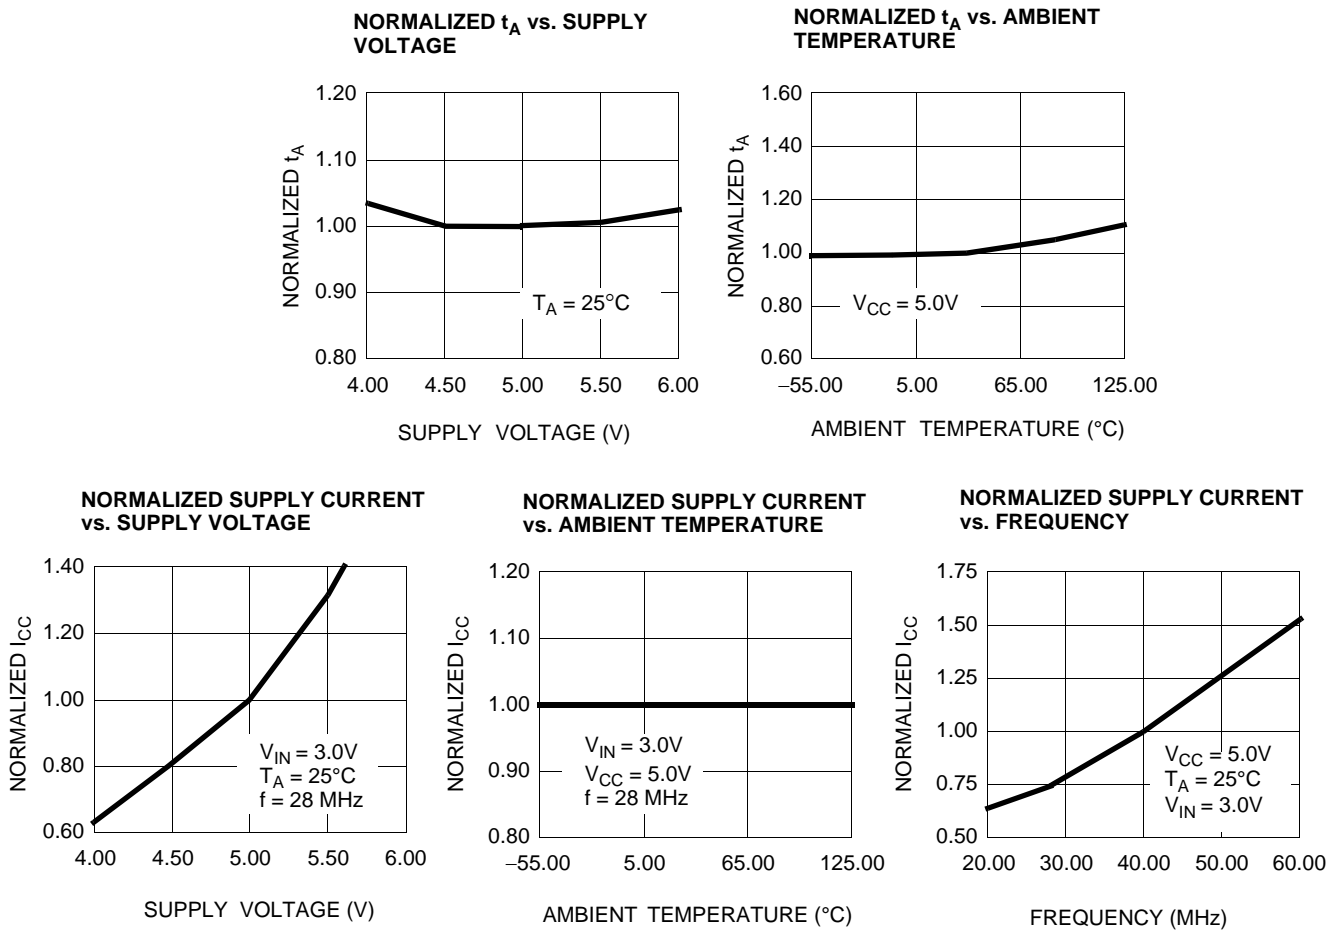 NORMALIZED tA vs. SUPPLY
VOLTAGE
1.20
1.10
1.00
0.90
0.80
NORMALIZED tA
TA = 25°C
4.00 4.50 5.00 5.50 6.00
SUPPLY VOLTAGE (V)
NORMALIZED tA vs. AMBIENT
TEMPERATURE
1.60
1.40
1.20
1.00
0.80
0.60
NORMALIZED tA
VCC = 5.0V
−55.00 5.00 65.00 125.00
AMBIENT TEMPERATURE (°C)
NORMALIZED SUPPLY CURRENT
vs. SUPPLY VOLTAGE
1.40
1.20
1.00
0.80
0.60
NORMALIZED ICC
VIN = 3.0V
TA = 25°C
f = 28 MHz
4.00 4.50 5.00 5.50 6.00
SUPPLY VOLTAGE (V)
NORMALIZED SUPPLY CURRENT
vs. AMBIENT TEMPERATURE
1.20
1.10
1.00
0.90
0.80
NORMALIZED ICC
VIN = 3.0V
VCC = 5.0V
f = 28 MHz
−55.00 5.00 65.00 125.00
AMBIENT TEMPERATURE (°C)
NORMALIZED SUPPLY CURRENT
vs. FREQUENCY
1.75
1.50
1.25
1.00
0.75
0.50
NORMALIZED ICC
VCC = 5.0V
TA = 25°C
VIN = 3.0V
20.00 30.00 40.00 50.00 60.00
FREQUENCY (MHz)